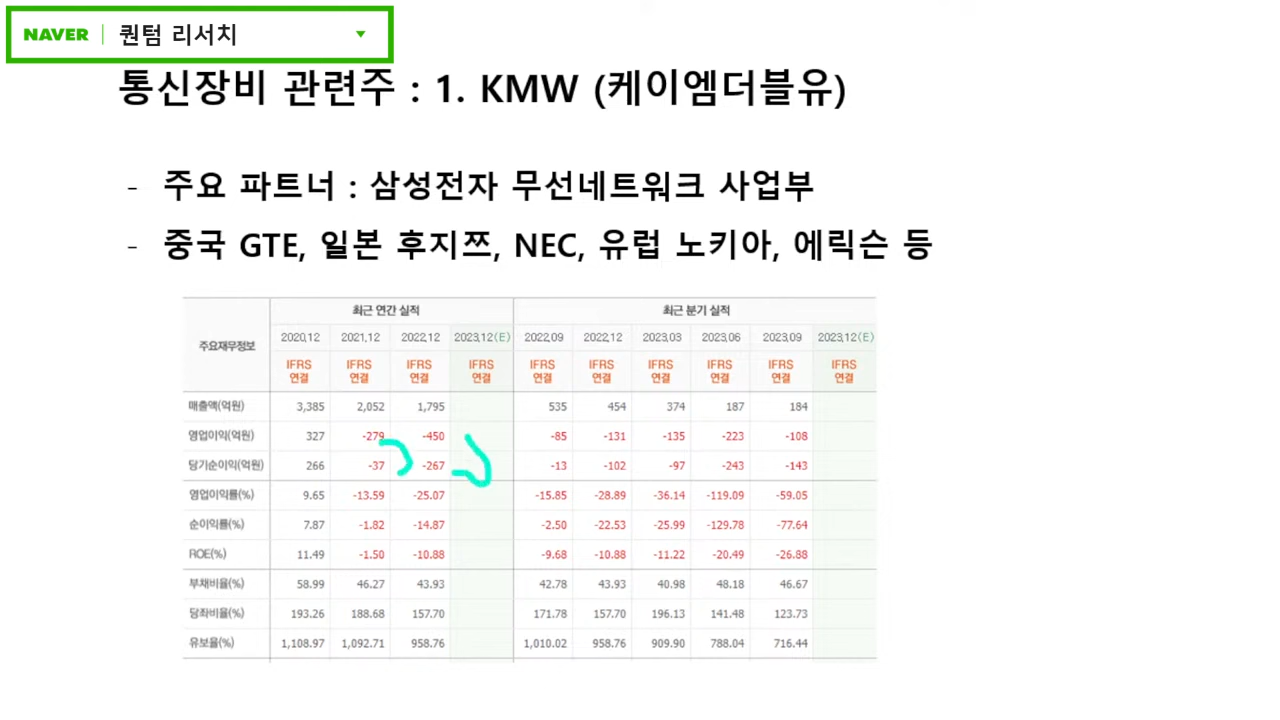 NAVER 퀀텀 리서치
통신장비 관련주 : 1. KMW (케이엠더블유)
- 주요 파트너 : 삼성전자 무선네트워크 사업부
- 중국 GTE, 일본 후지쯔, NEC, 유럽 노키아, 에릭슨 등
주요재무정보 최근 연간 실적 최근 분기 실적
2020.12 2021.12 2022.12 2023.12(E) 2022.09 2022.12 2023.03 2023.06 2023.09 2023.12(E)
IFRS IFRS IFRS IFRS IFRS IFRS IFRS IFRS IFRS IFRS
연결 연결 연결 연결 연결 연결 연결 연결 연결 연결
매출액(억원) 3,385 2,052 1,795 535 454 374 187 184
영업이익(억원) 327 -279 -450 -85 -131 -135 -223 -108
당기순이익(억원) 266 -37 -267 -13 -102 -97 -243 -143
영업이익률(%) 9.65 -13.59 -25.07 -15.85 -28.89 -36.14 -119.09 -59.05
순이익률(%) 7.87 -1.82 -14.87 -2.50 -22.53 -25.99 -129.78 -77.64
ROE(%) 11.49 -1.50 -10.88 -9.68 -10.88 -11.22 -20.49 -26.88
부채비율(%) 58.99 46.27 43.93 42.78 43.93 40.98 48.18 46.67
당좌비율(%) 193.26 188.68 157.70 171.78 157.70 196.13 141.48 123.73
유보율(%) 1,108.97 1,092.71 958.76 1,010.02 958.76 909.90 788.04 716.44